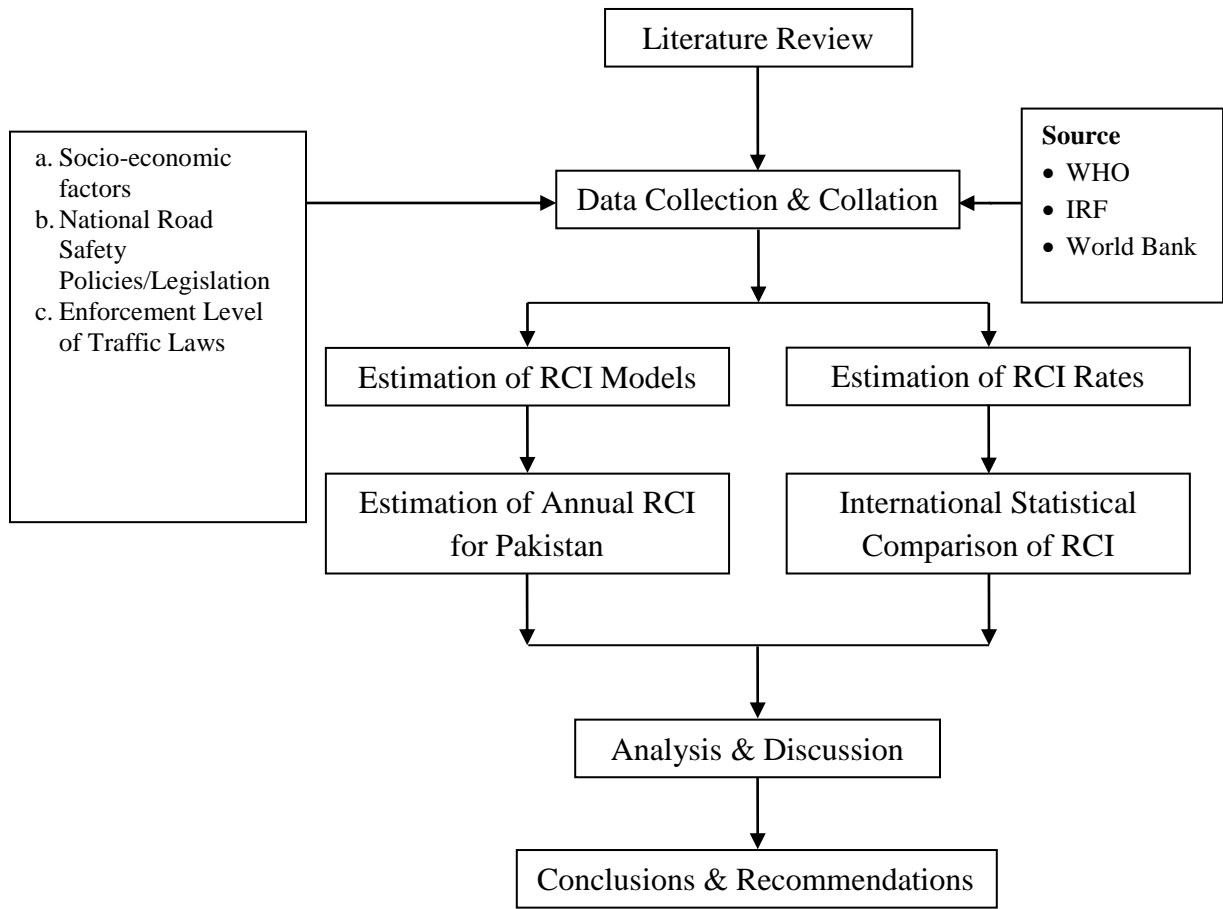 Literature Review
a. Socio-economic
factors
b. National Road
Safety
Policies/Legislation
c. Enforcement Level
of Traffic Laws
Data Collection & Collation
Source
• WHO
• IRF
• World Bank
Estimation of RCI Models
Estimation of RCI Rates
Estimation of Annual RCI
for Pakistan
International Statistical
Comparison of RCI
Analysis & Discussion
Conclusions & Recommendations